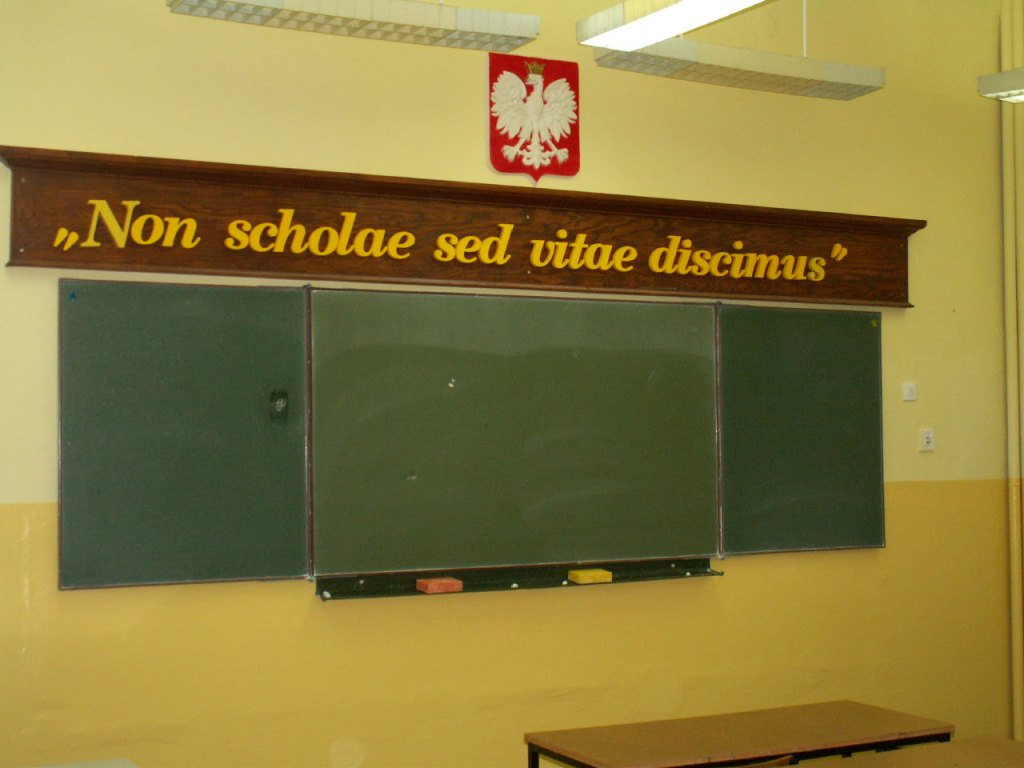 „Non scholae sed vitae discimus”